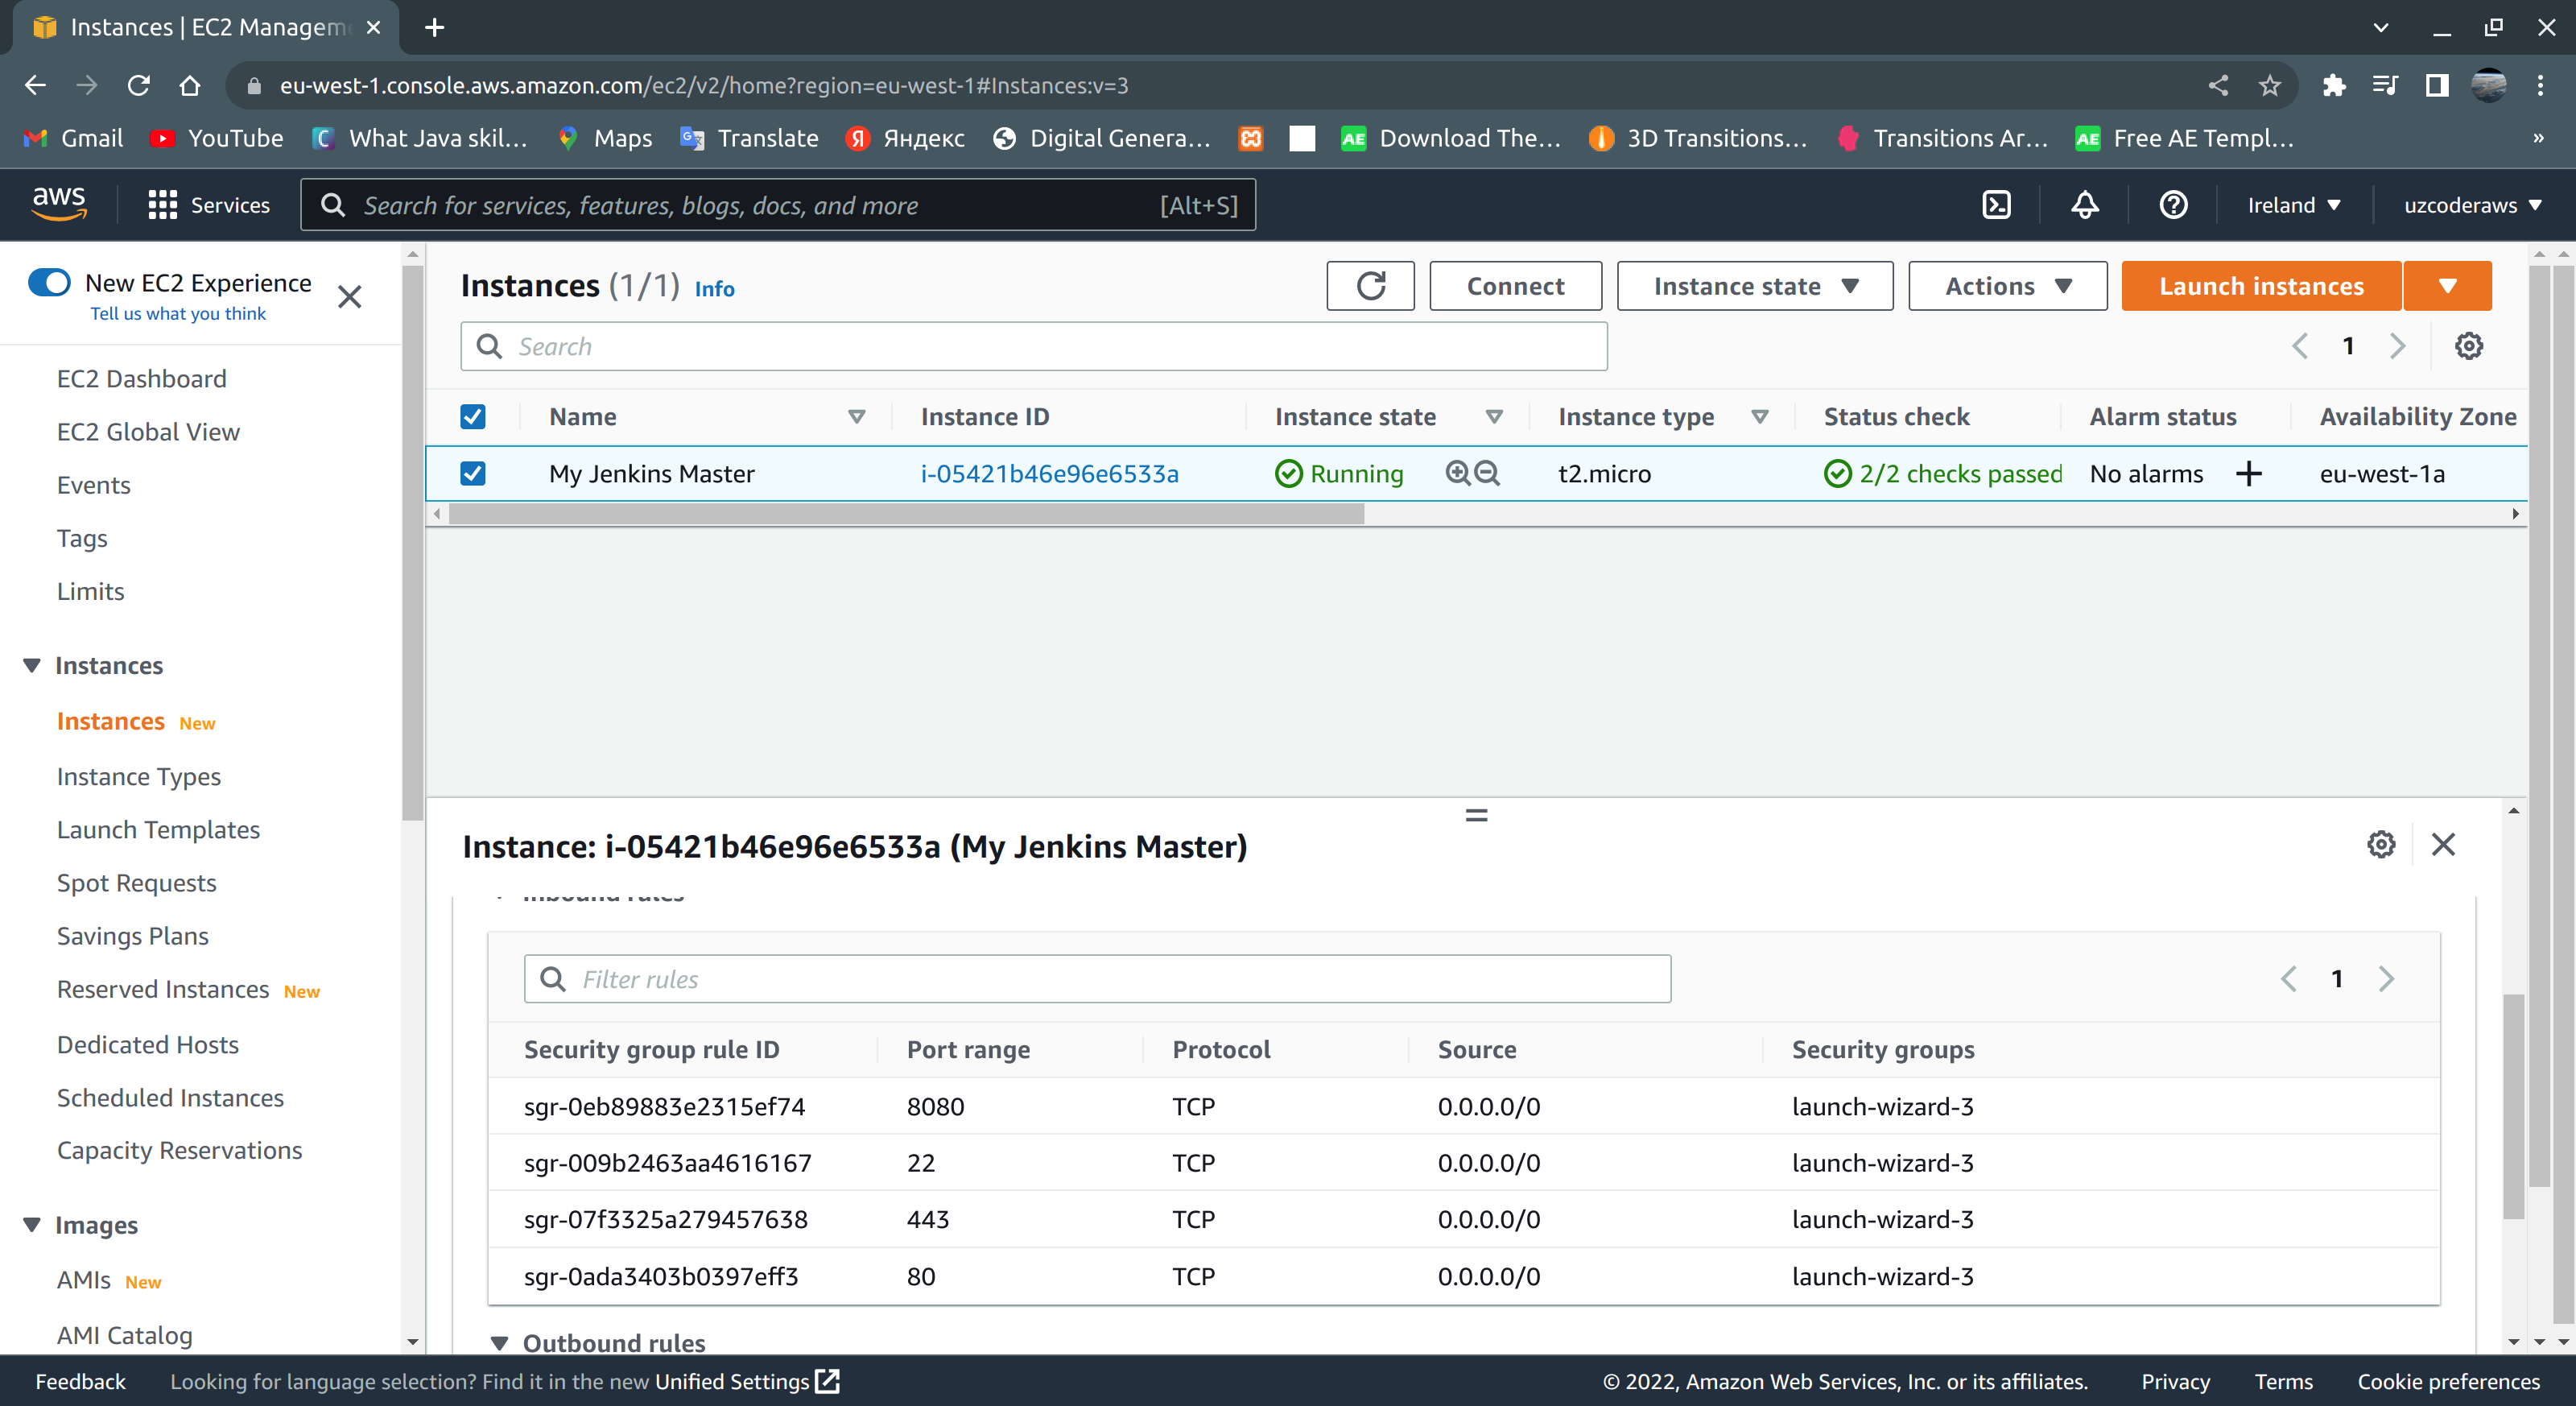 Instances | EC2 Managem
eu-west-1.console.aws.amazon.com/ec2/v2/home?region=eu-west-1#Instances:v=3
Gmail YouTube What Java skil... Maps Translate Яндекс Digital Genera... Download The... 3D Transitions... Transitions Ar... Free AE Templ... »
aws Services Search for services, features, blogs, docs, and more [Alt+S] Ireland uzcoderaws
New EC2 Experience
Tell us what you think
EC2 Dashboard
EC2 Global View
Events
Tags
Limits
Instances
Instances New
Instance Types
Launch Templates
Spot Requests
Savings Plans
Reserved Instances New
Dedicated Hosts
Scheduled Instances
Capacity Reservations
Images
AMIs New
AMI Catalog
Instances (1/1) Info Connect Instance state Actions Launch instances
Search 1
Name Instance ID Instance state Instance type Status check Alarm status Availability Zone
My Jenkins Master i-05421b46e96e6533a Running t2.micro 2/2 checks passed No alarms + eu-west-1a
Instance: i-05421b46e96e6533a (My Jenkins Master)
Inbound rules
Filter rules 1
Security group rule ID Port range Protocol Source Security groups
sgr-0eb89883e2315ef74 8080 TCP 0.0.0.0/0 launch-wizard-3
sgr-009b2463aa4616167 22 TCP 0.0.0.0/0 launch-wizard-3
sgr-07f3325a279457638 443 TCP 0.0.0.0/0 launch-wizard-3
sgr-0ada3403b0397eff3 80 TCP 0.0.0.0/0 launch-wizard-3
Outbound rules
Feedback Looking for language selection? Find it in the new Unified Settings © 2022, Amazon Web Services, Inc. or its affiliates. Privacy Terms Cookie preferences